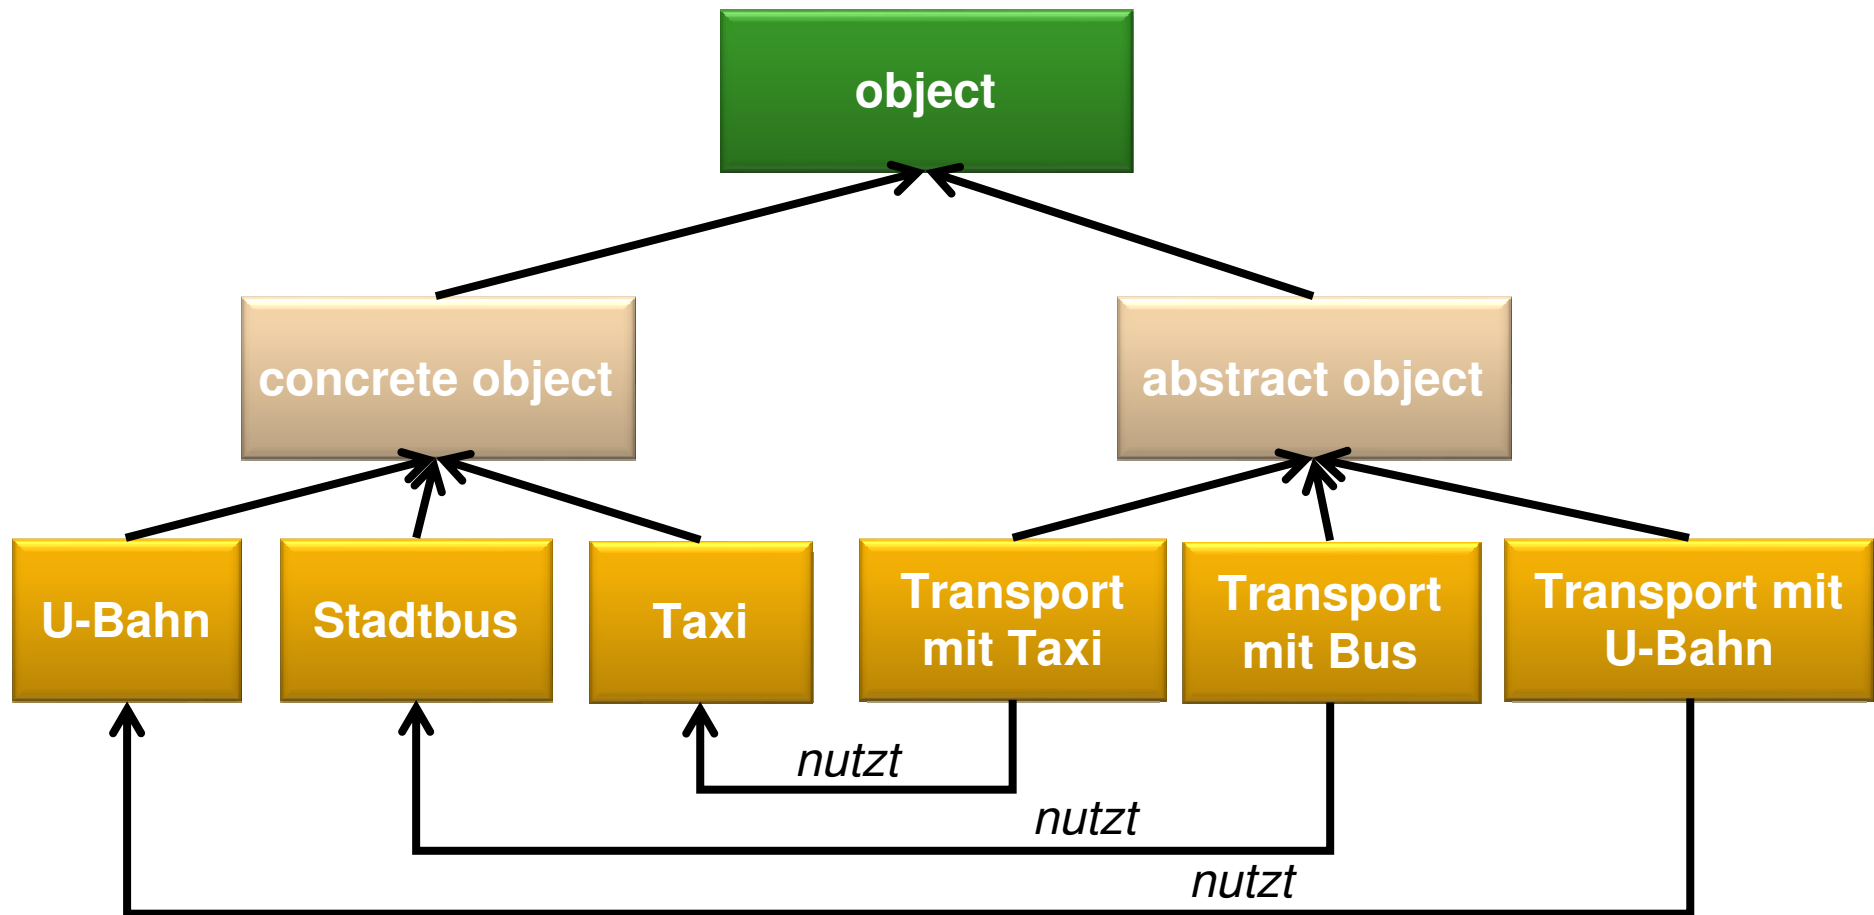 object
concrete object
abstract object
U-Bahn
Stadtbus
Taxi
Transport
mit Taxi
Transport
mit Bus
Transport mit
U-Bahn
nutzt
nutzt
nutzt